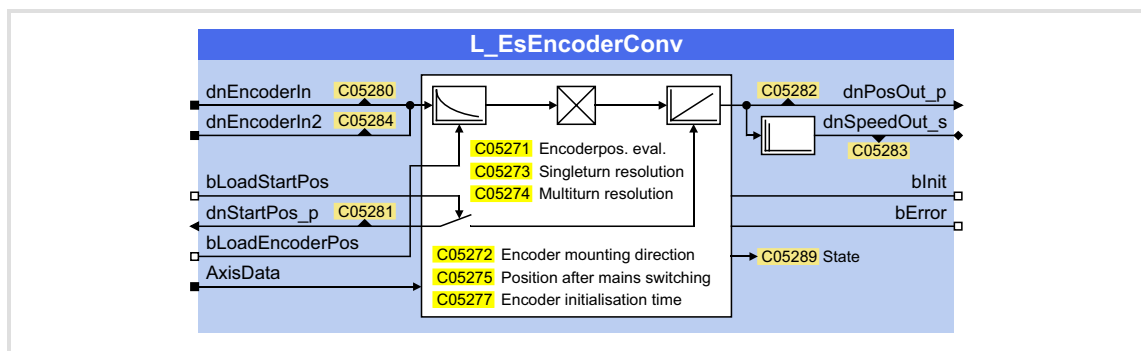 L_EsEncoderConv
dnEncoderIn C05280
dnEncoderIn2 C05284
bLoadStartPos
dnStartPos_p C05281
bLoadEncoderPos
AxisData
C05271 Encoderpos. eval.
C05273 Singleturn resolution
C05274 Multiturn resolution
C05272 Encoder mounting direction
C05275 Position after mains switching
C05277 Encoder initialisation time
C05282 dnPosOut_p
dnSpeedOut_s
C05283
bInit
bError
C05289 State